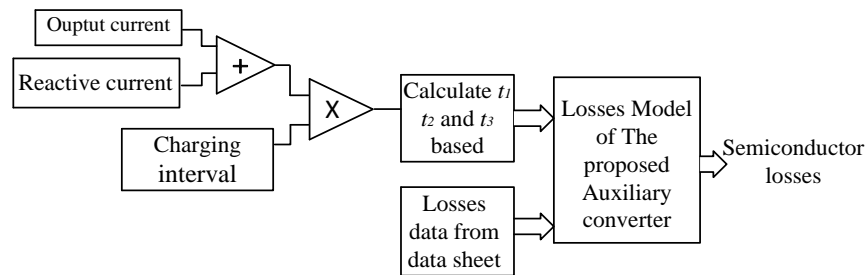 Ouptut current
Reactive current
+
X
Charging
interval
Calculate t1
t2 and t3
based
Losses
data from
data sheet
Losses Model
of The
proposed
Auxiliary
converter
Semiconductor
losses